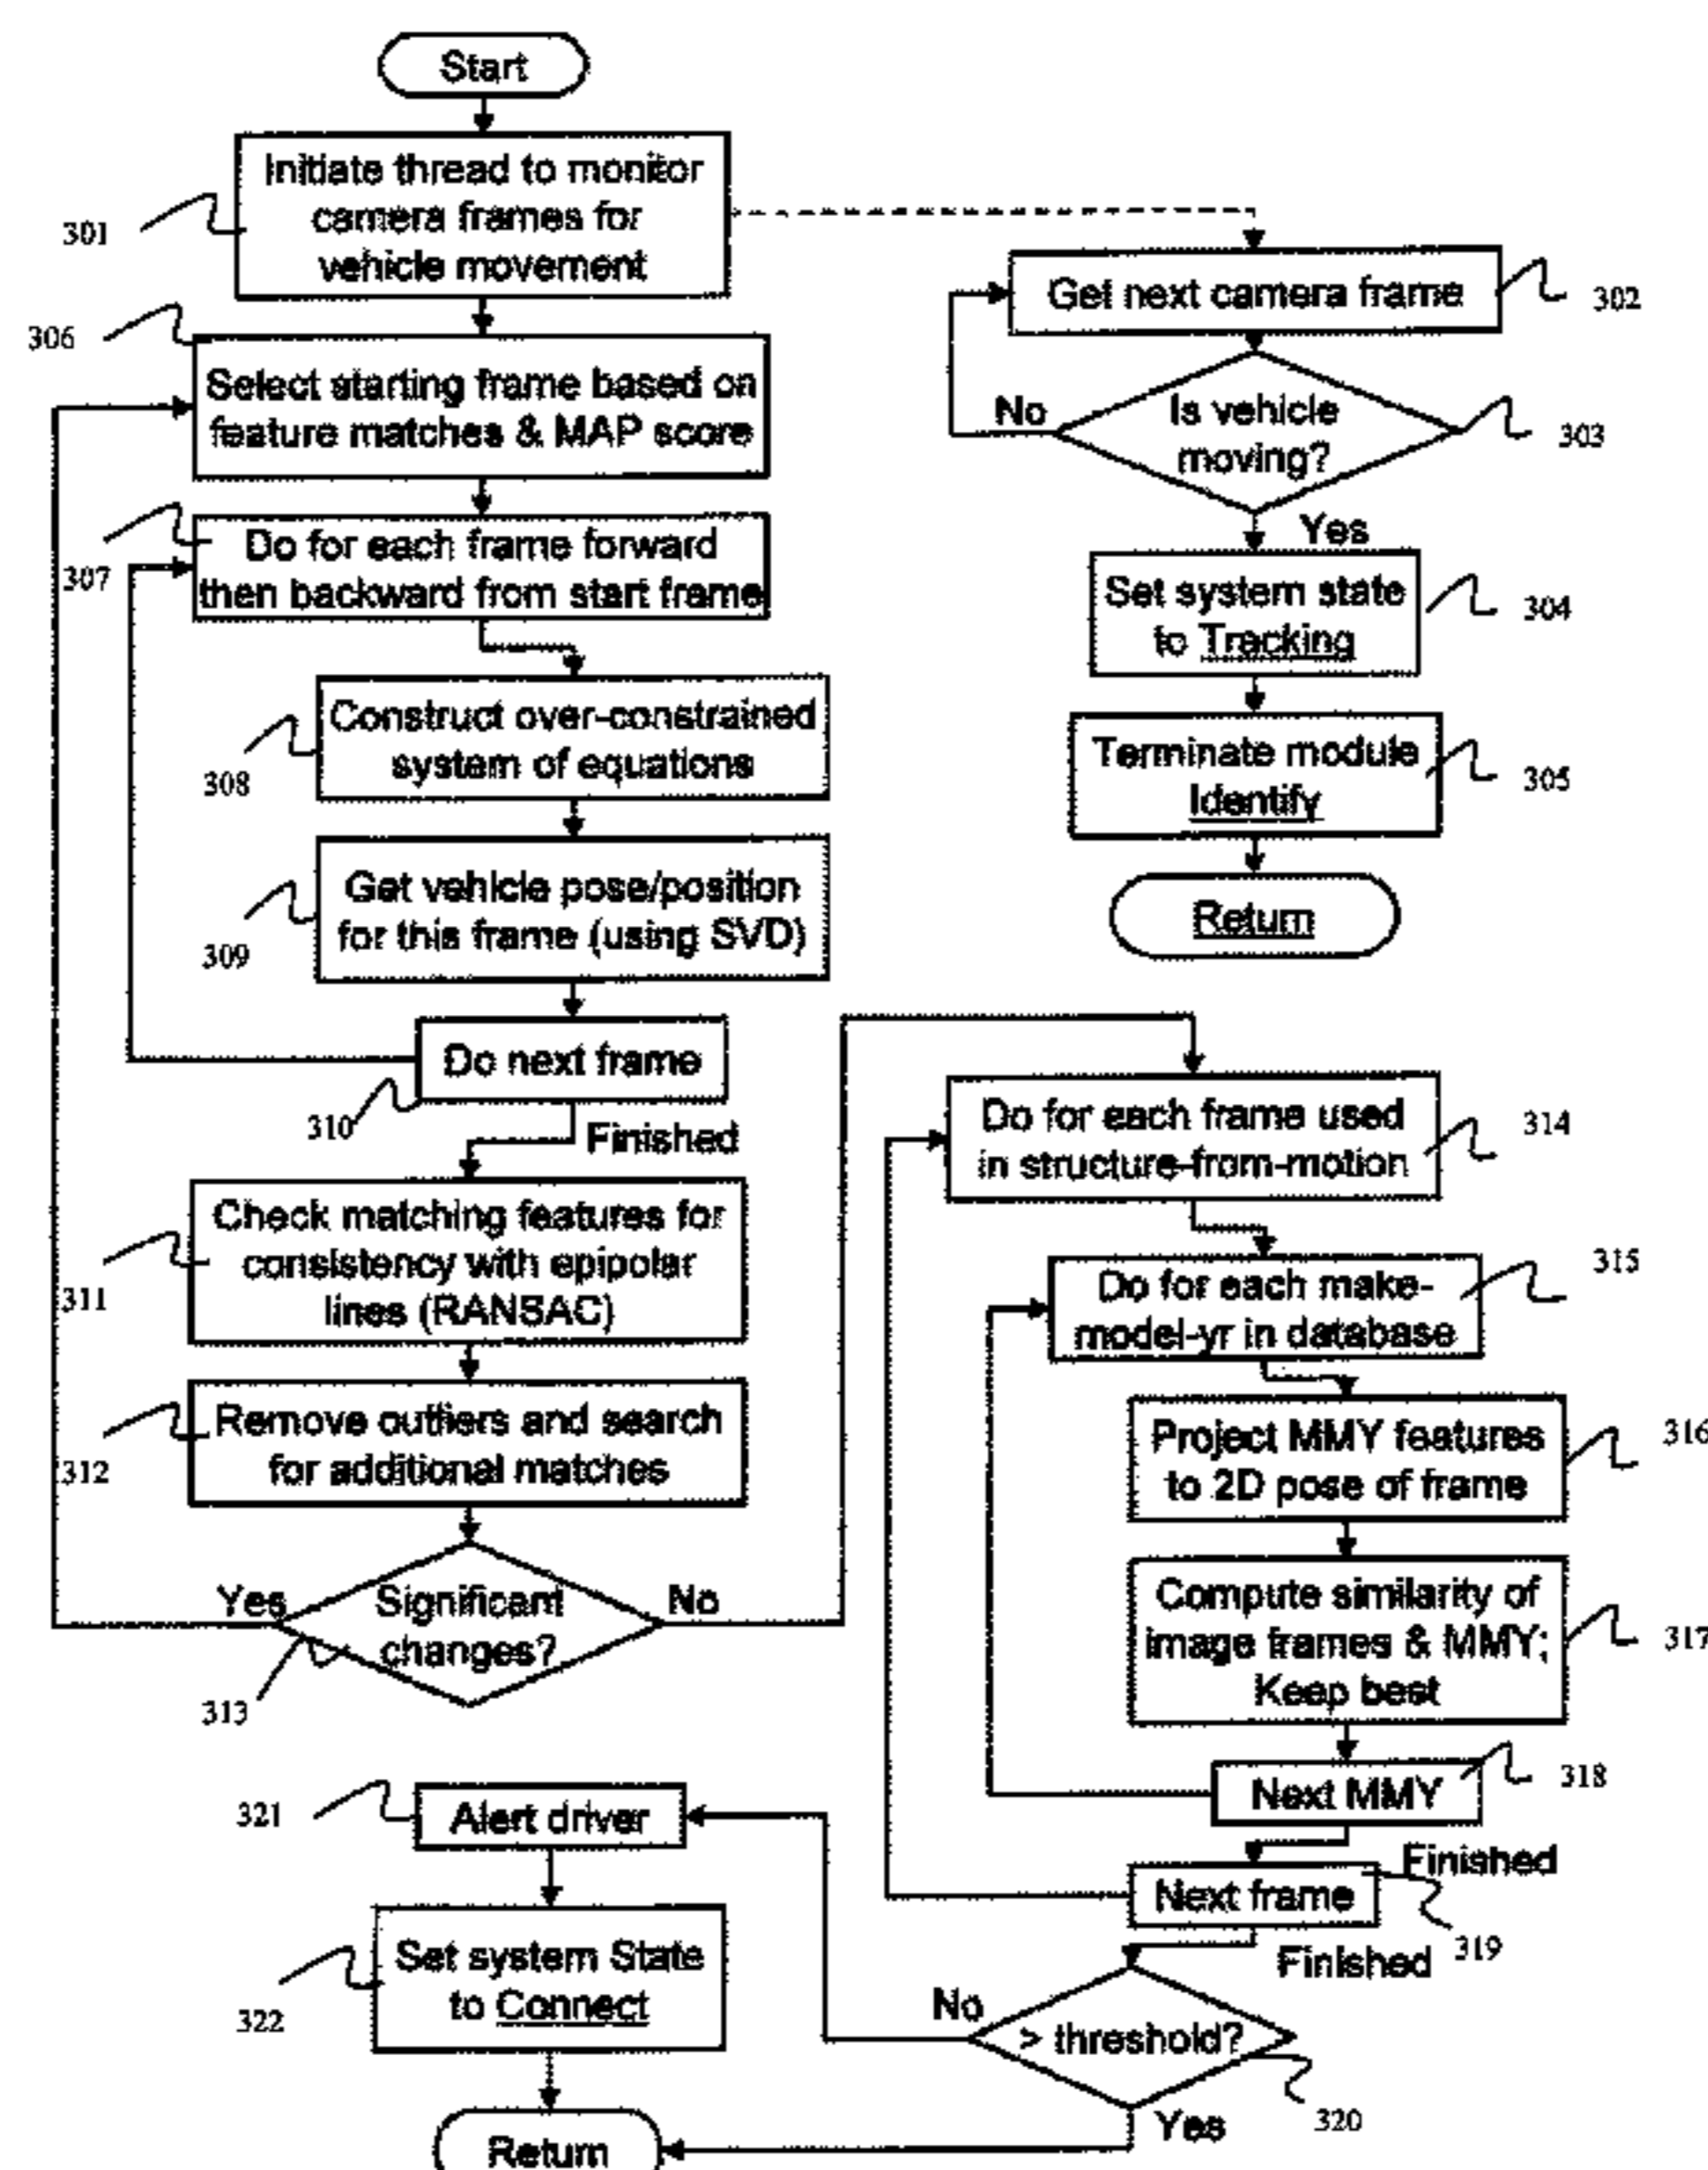 Start
Initiate thread to monitor
camera frames for
vehicle movement
301
Get next camera frame
302
306
Select starting frame based on
feature matches & MAP score
No
Is vehicle
moving?
303
Yes
307
Do for each frame forward
then backward from start frame
Set system state
to Tracking
304
Construct over-constrained
system of equations
308
Terminate module
Identify
305
Get vehicle pose/position
for this frame (using SVD)
309
Return
Do next frame
310
Finished
Do for each frame used
in structure-from-motion
314
Check matching features for
consistency with epipolar
lines (RANSAC)
311
Do for each make-
model-yr in database
315
Remove outliers and search
for additional matches
312
Project MMY features
to 2D pose of frame
316
Yes
Significant
changes?
No
313
Compute similarity of
image frames & MMY;
Keep best
317
Next MMY
318
321
Alert driver
Finished
Next frame
319
Finished
Set system State
to Connect
322
No
> threshold?
320
Yes
Return